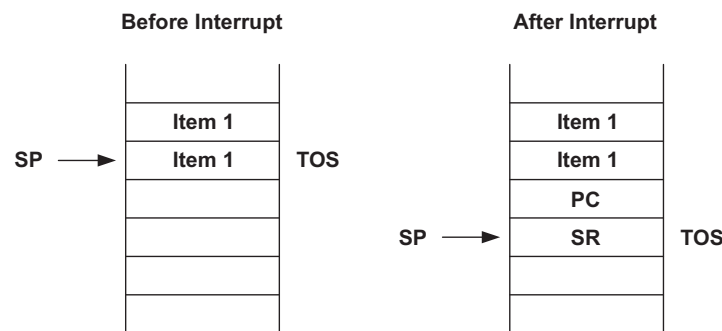 Before Interrupt
Item 1
SP Item 1 TOS
After Interrupt
Item 1
Item 1
PC
SP SR TOS